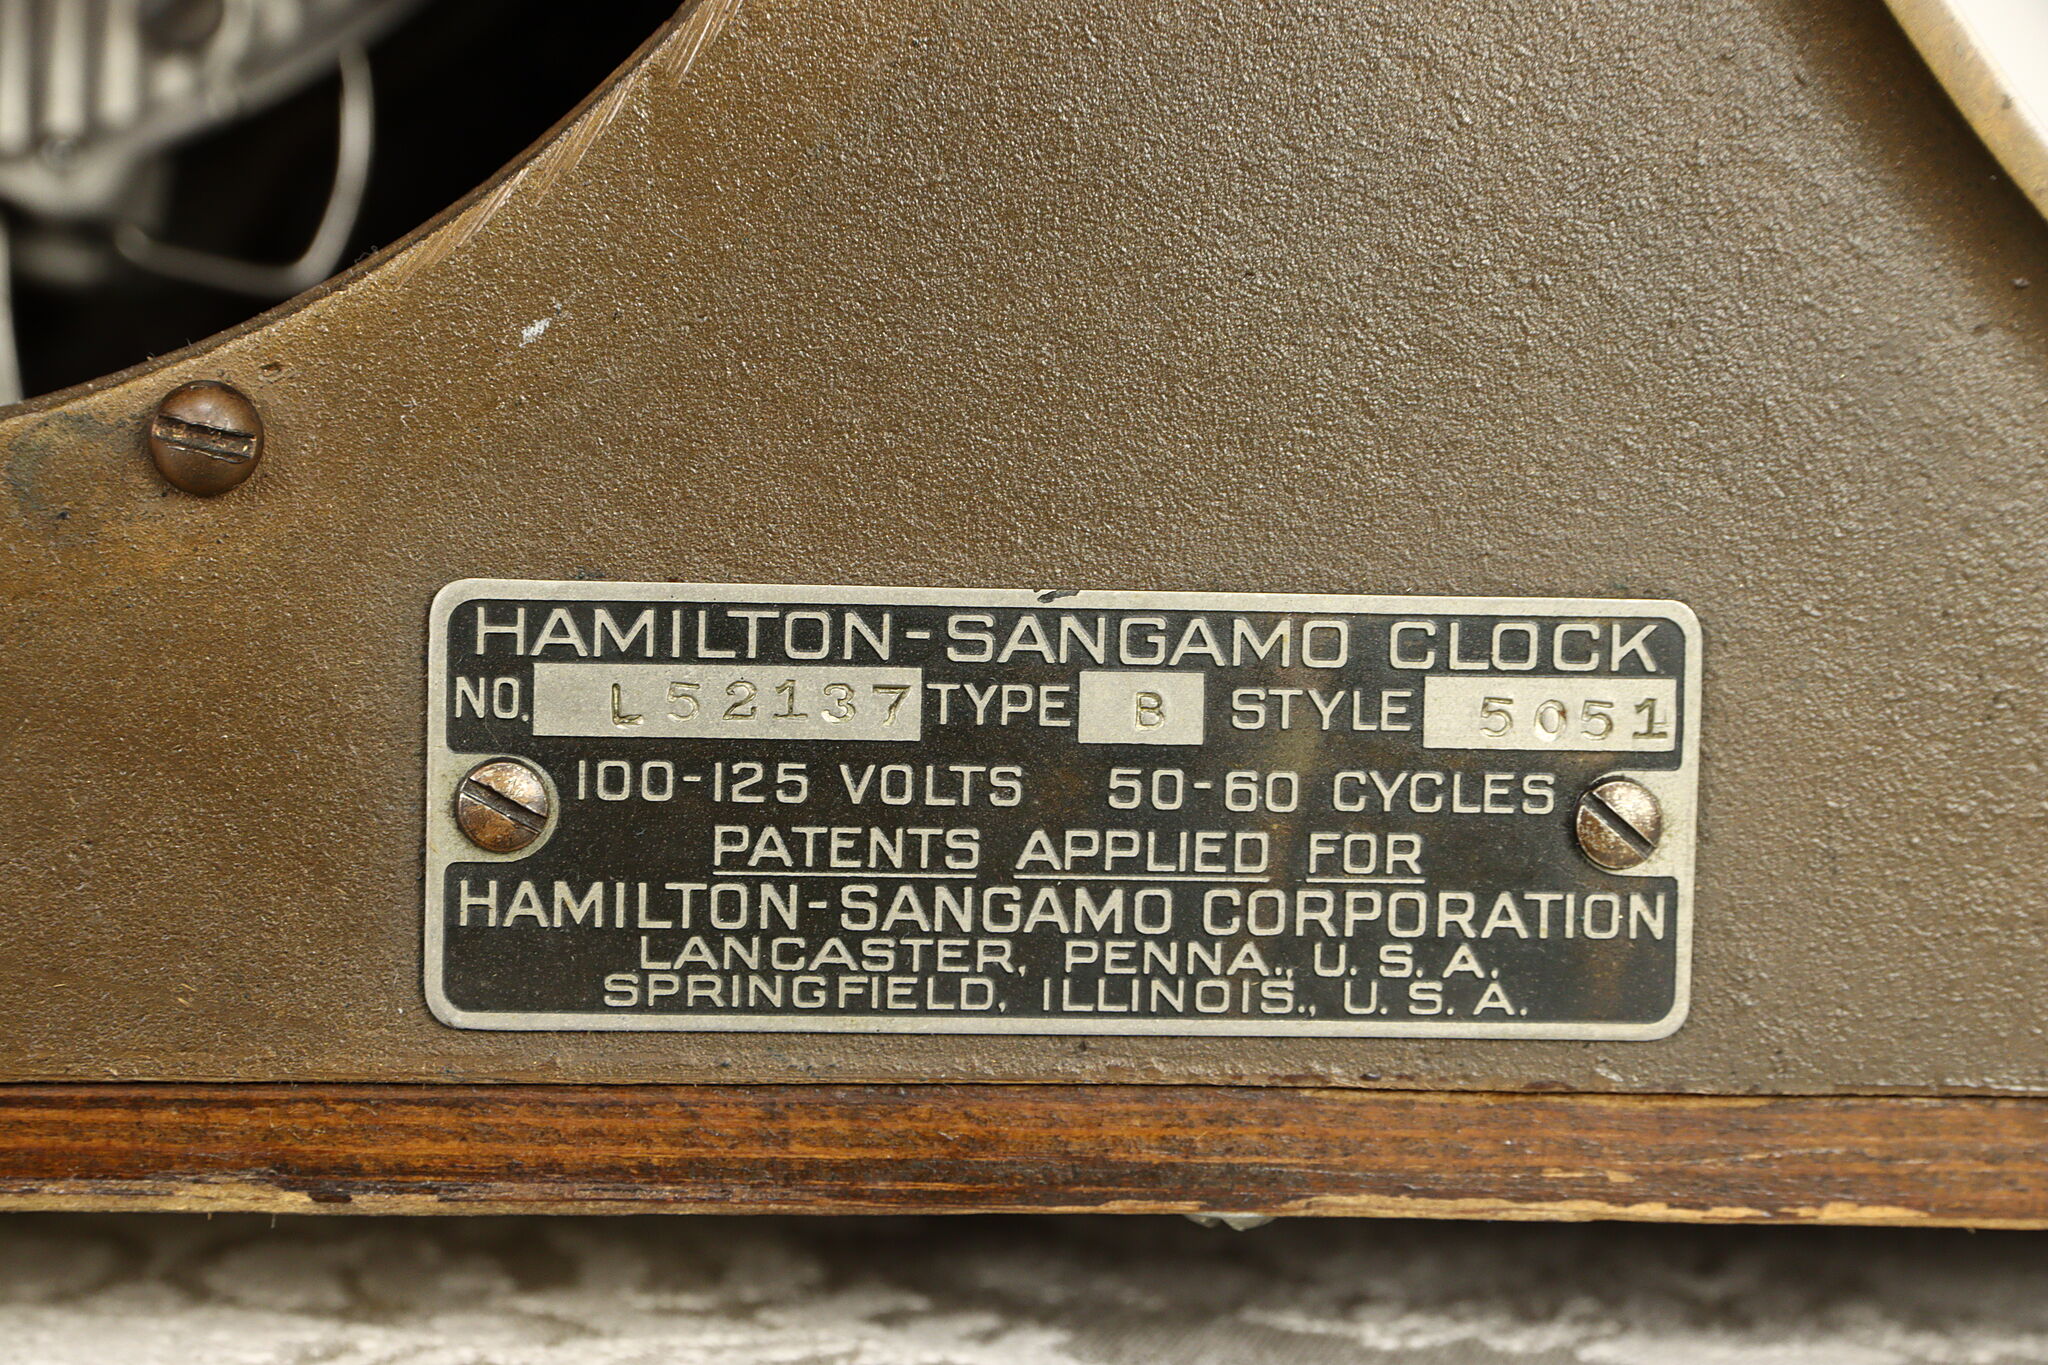 HAMILTON-SANGAMO CLOCK
NO. L52137 TYPE B STYLE 5051
100-125 VOLTS 50-60 CYCLES
PATENTS APPLIED FOR
HAMILTON-SANGAMO CORPORATION
LANCASTER, PENNA., U. S. A.
SPRINGFIELD, ILLINOIS., U. S. A.